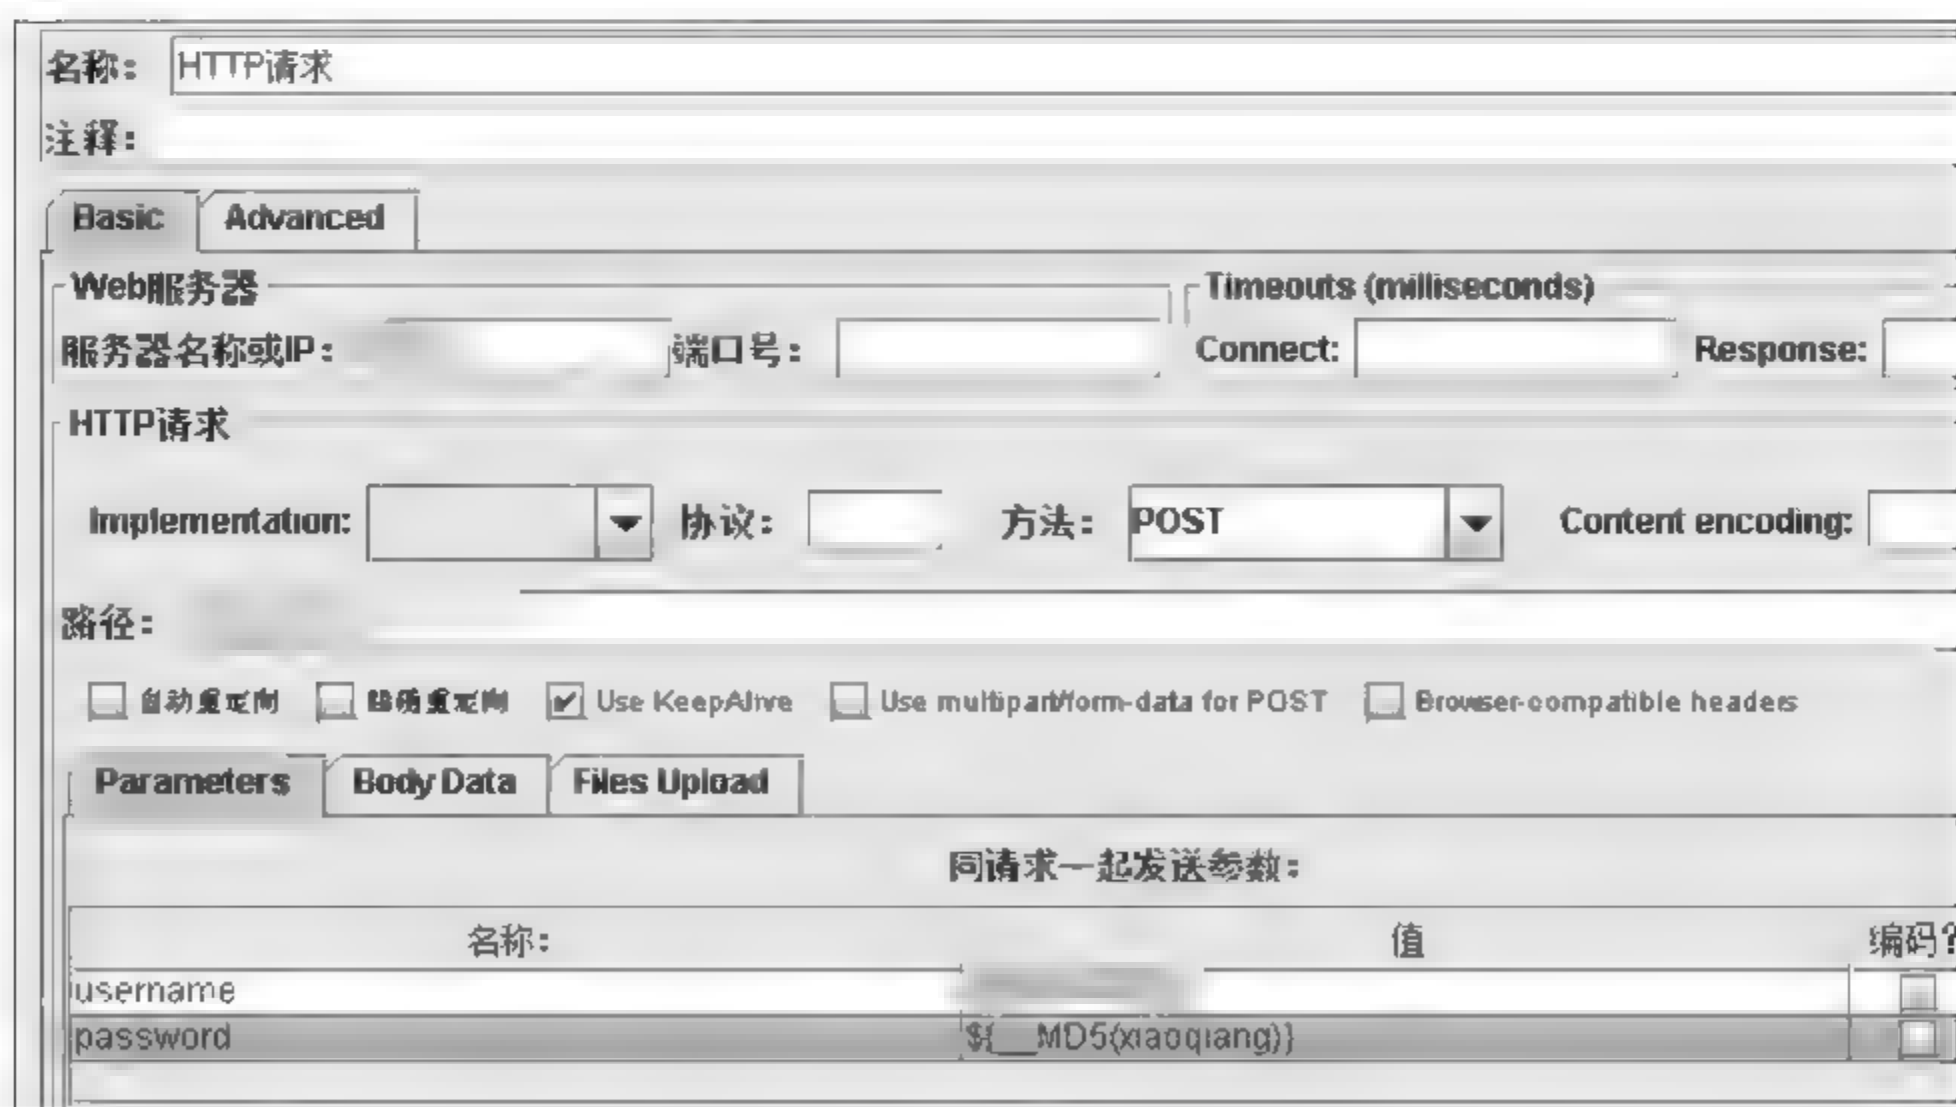 名称： HTTP请求
注释：
Basic Advanced
Web服务器 Timeouts (milliseconds)
服务器名称或IP： 端口号： Connect: Response:
HTTP请求
Implementation: 协议： 方法： POST Content encoding:
路径：
自动重定向 跟随重定向 Use KeepAlive Use multipart/form-data for POST Browser-compatible headers
Parameters Body Data Files Upload
同请求一起发送参数：
名称： 值 编码?
username
password ${__MD5(xiaoqiang)}